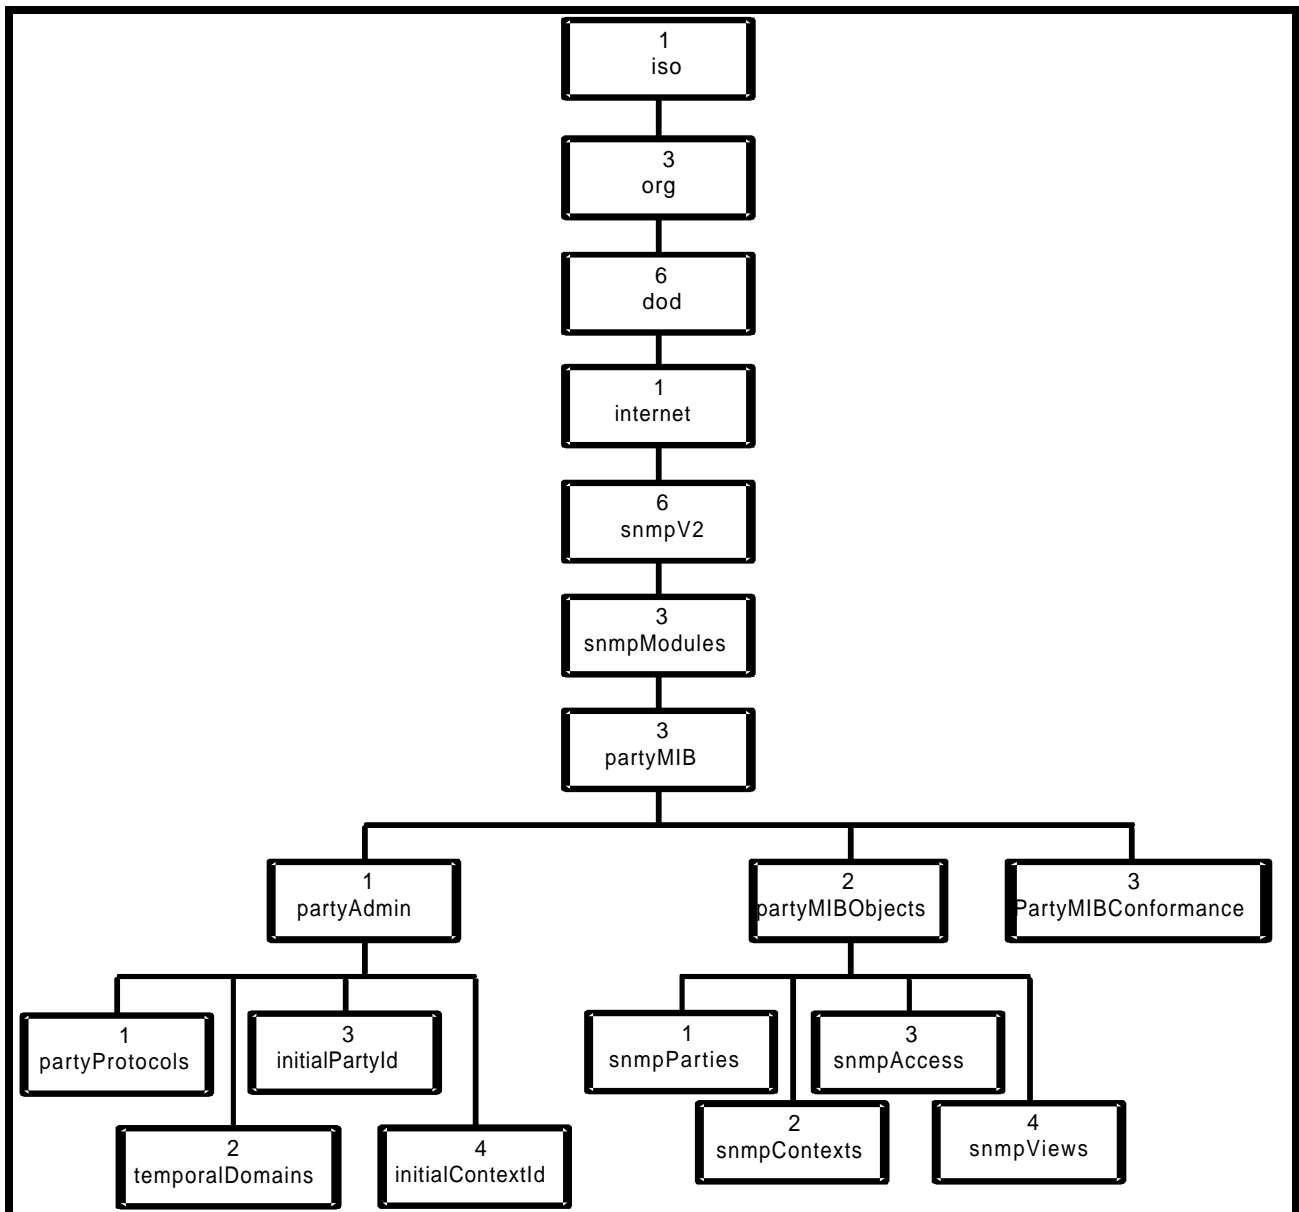 1
iso
3
org
6
dod
1
internet
6
snmpV2
3
snmpModules
3
partyMIB
1
partyAdmin
2
partyMIBObjects
3
PartyMIBConformance
1
partyProtocols
3
initialPartyId
1
snmpParties
3
snmpAccess
2
temporalDomains
4
initialContextId
2
snmpContexts
4
snmpViews